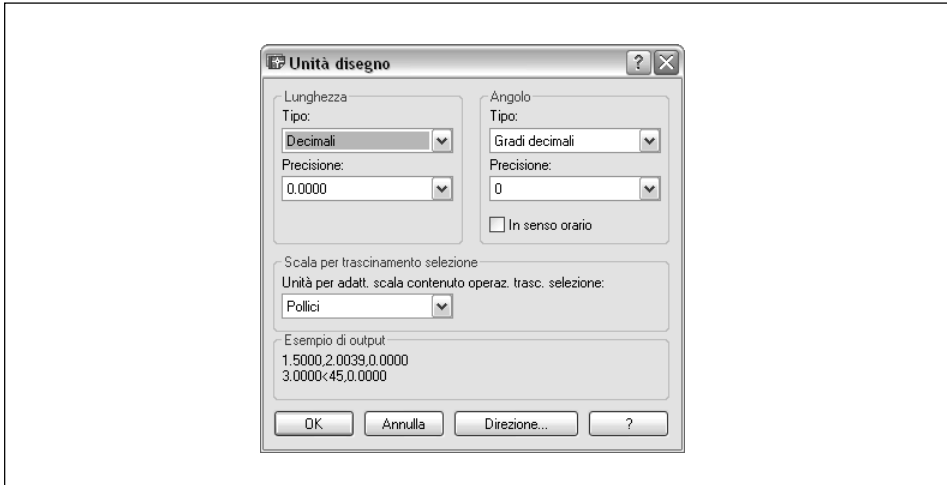 Unità disegno
Lunghezza
Tipo:
Decimali
Precisione:
0.0000
Angolo
Tipo:
Gradi decimali
Precisione:
0
In senso orario
Scala per trascinamento selezione
Unità per adatt. scala contenuto operaz. trasc. selezione:
Pollici
Esempio di output
1.5000,2.0039,0.0000
3.0000<45,0.0000
OK
Annulla
Direzione...
?